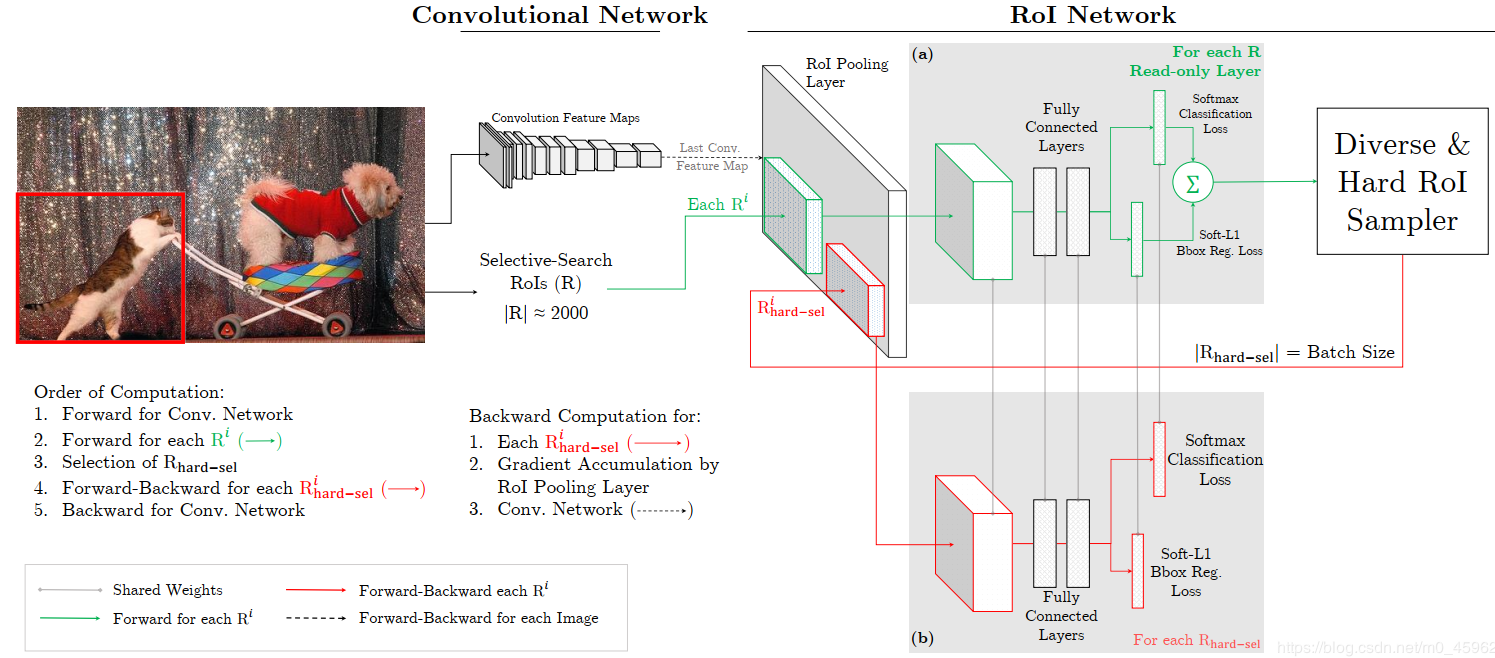 Convolutional Network
RoI Network
(a)
For each R
Read-only Layer
RoI Pooling
Layer
Convolution Feature Maps
Last Conv.
Feature Map
Fully
Connected
Layers
Softmax
Classification
Loss
Σ
Soft-L1
Bbox Reg. Loss
Diverse &
Hard RoI
Sampler
Each R^i
Selective-Search
RoIs (R)
|R| ≈ 2000
R^i_hard−sel
|R_hard−sel| = Batch Size
Order of Computation:
1. Forward for Conv. Network
2. Forward for each R^i (⟶)
3. Selection of R_hard−sel
4. Forward-Backward for each R^i_hard−sel (⟶)
5. Backward for Conv. Network
Backward Computation for:
1. Each R^i_hard−sel (⟶)
2. Gradient Accumulation by
RoI Pooling Layer
3. Conv. Network (⇢)
Softmax
Classification
Loss
Soft-L1
Bbox Reg.
Loss
Fully
Connected
Layers
(b)
For each R_hard−sel
Shared Weights
Forward for each R^i
Forward-Backward each R^i
Forward-Backward for each Image
https://blog.csdn.net/m0_45962